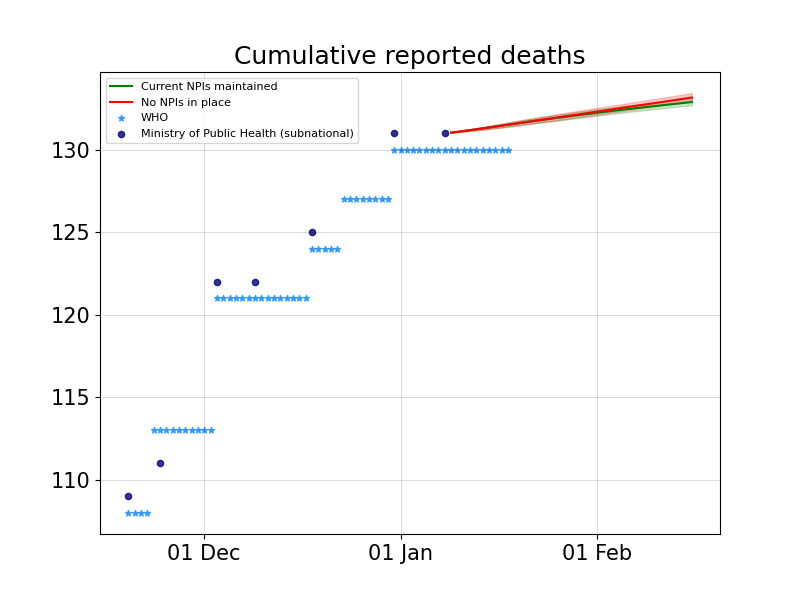 Cumulative reported deaths
Current NPIs maintained
No NPIs in place
WHO
Ministry of Public Health (subnational)
130
125
120
115
110
01 Dec
01 Jan
01 Feb